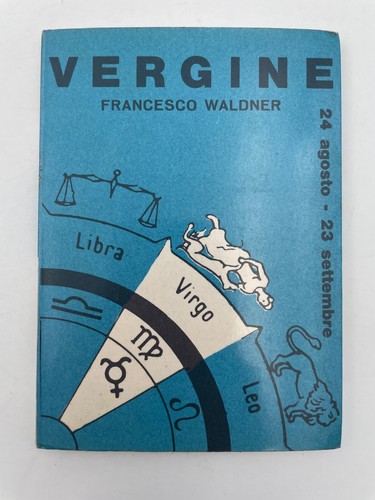 VERGINE
FRANCESCO WALDNER
24 agosto - 23 settembre
Libra
Virgo
Leo